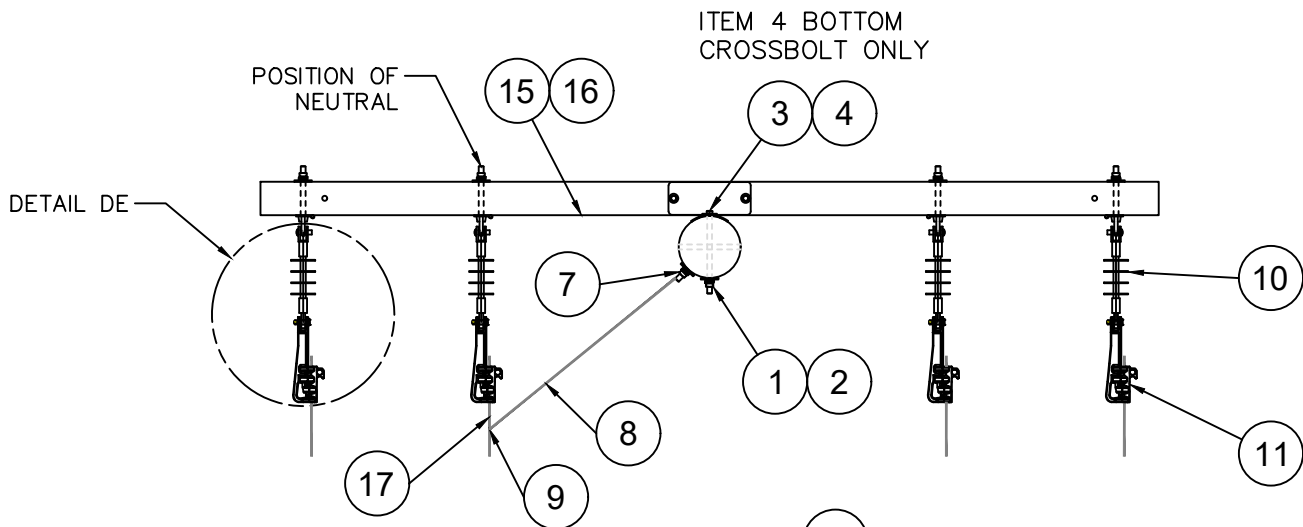 ITEM 4 BOTTOM
CROSSBOLT ONLY
POSITION OF
NEUTRAL
15 16
3 4
DETAIL DE
7
10
1 2
8
11
17
9